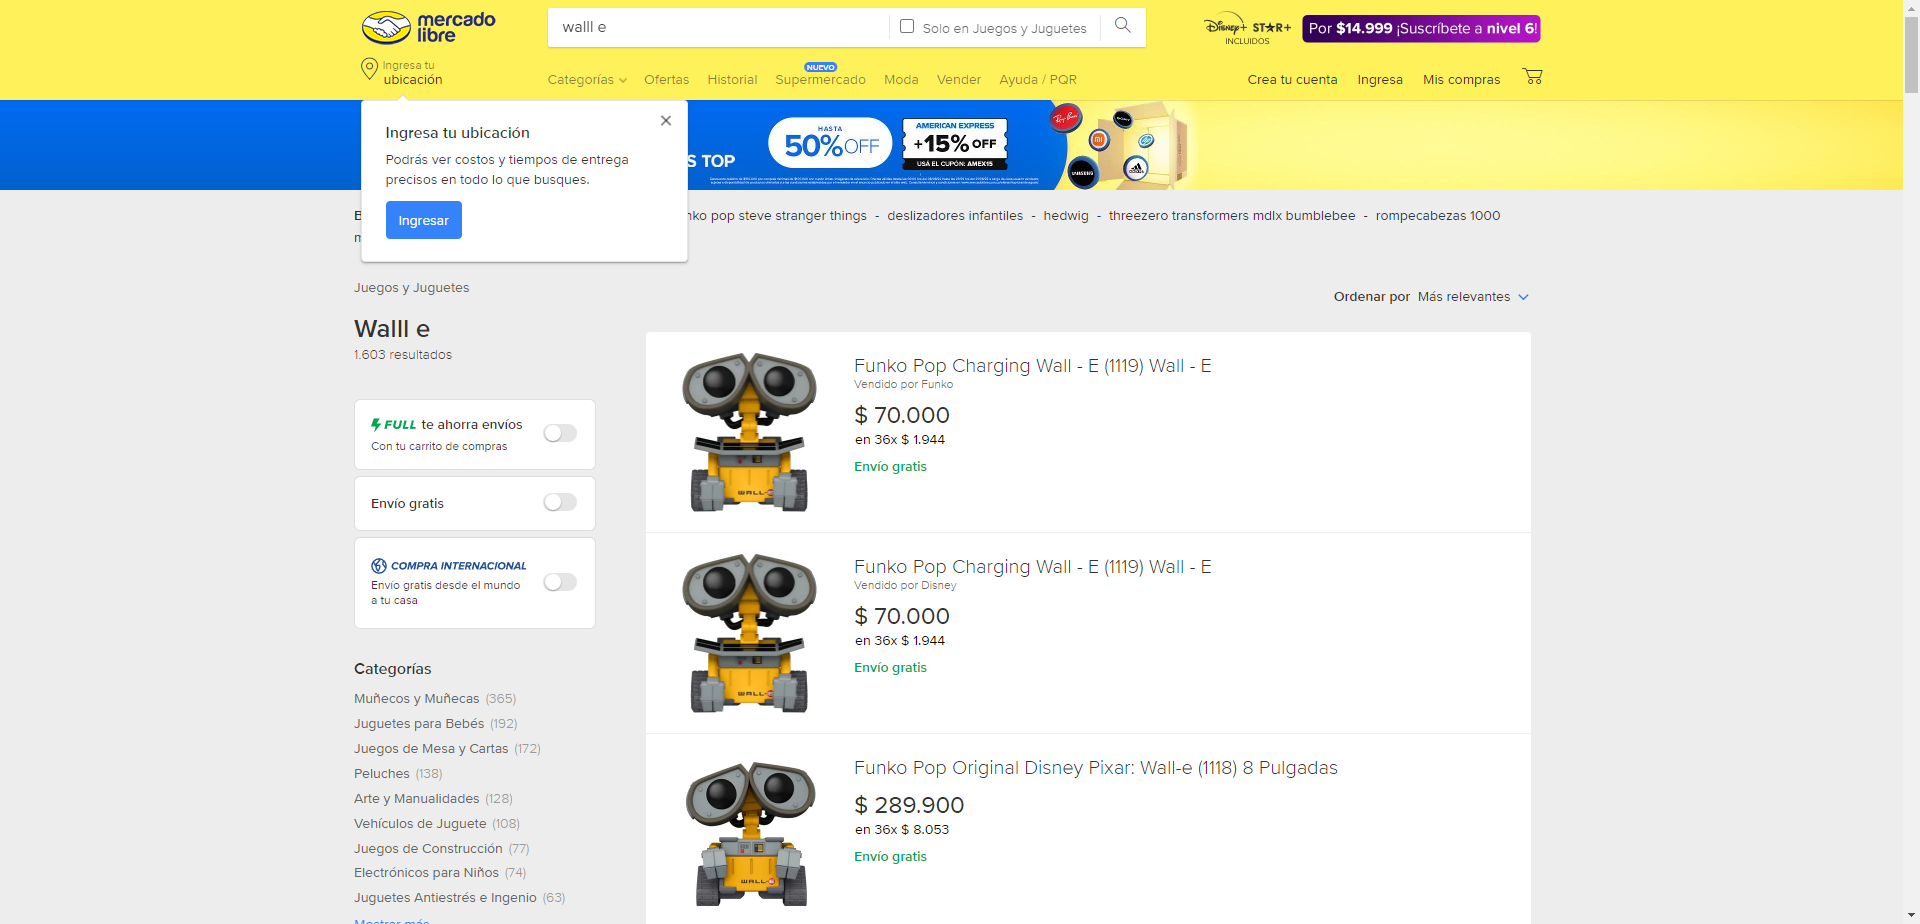 mercado
libre
walll e
Solo en Juegos y Juguetes
Disney+ STAR+
INCLUIDOS
Por $14.999 ¡Suscríbete a nivel 6!
Ingresa tu
ubicación
Categorías
Ofertas
Historial
NUEVO
Supermercado
Moda
Vender
Ayuda / PQR
Crea tu cuenta
Ingresa
Mis compras
Ingresa tu ubicación
Podrás ver costos y tiempos de entrega
precisos en todo lo que busques.
Ingresar
S TOP
HASTA
50% OFF
AMERICAN EXPRESS
+15% OFF
USÁ EL CUPÓN: AMEX15
Ray-Ban
SONY
mi
SAMSUNG
adidas
B
nko pop steve stranger things - deslizadores infantiles - hedwig - threezero transformers mdlx bumblebee - rompecabezas 1000
m
Juegos y Juguetes
Ordenar por Más relevantes
Walll e
1.603 resultados
FULL te ahorra envíos
Con tu carrito de compras
Envío gratis
COMPRA INTERNACIONAL
Envío gratis desde el mundo
a tu casa
Categorías
Muñecos y Muñecas (365)
Juguetes para Bebés (192)
Juegos de Mesa y Cartas (172)
Peluches (138)
Arte y Manualidades (128)
Vehículos de Juguete (108)
Juegos de Construcción (77)
Electrónicos para Niños (74)
Juguetes Antiestrés e Ingenio (63)
Mostrar más
Funko Pop Charging Wall - E (1119) Wall - E
Vendido por Funko
$ 70.000
en 36x $ 1.944
Envío gratis
WALL-E
Funko Pop Charging Wall - E (1119) Wall - E
Vendido por Disney
$ 70.000
en 36x $ 1.944
Envío gratis
WALL-E
Funko Pop Original Disney Pixar: Wall-e (1118) 8 Pulgadas
$ 289.900
en 36x $ 8.053
Envío gratis
WALL-E